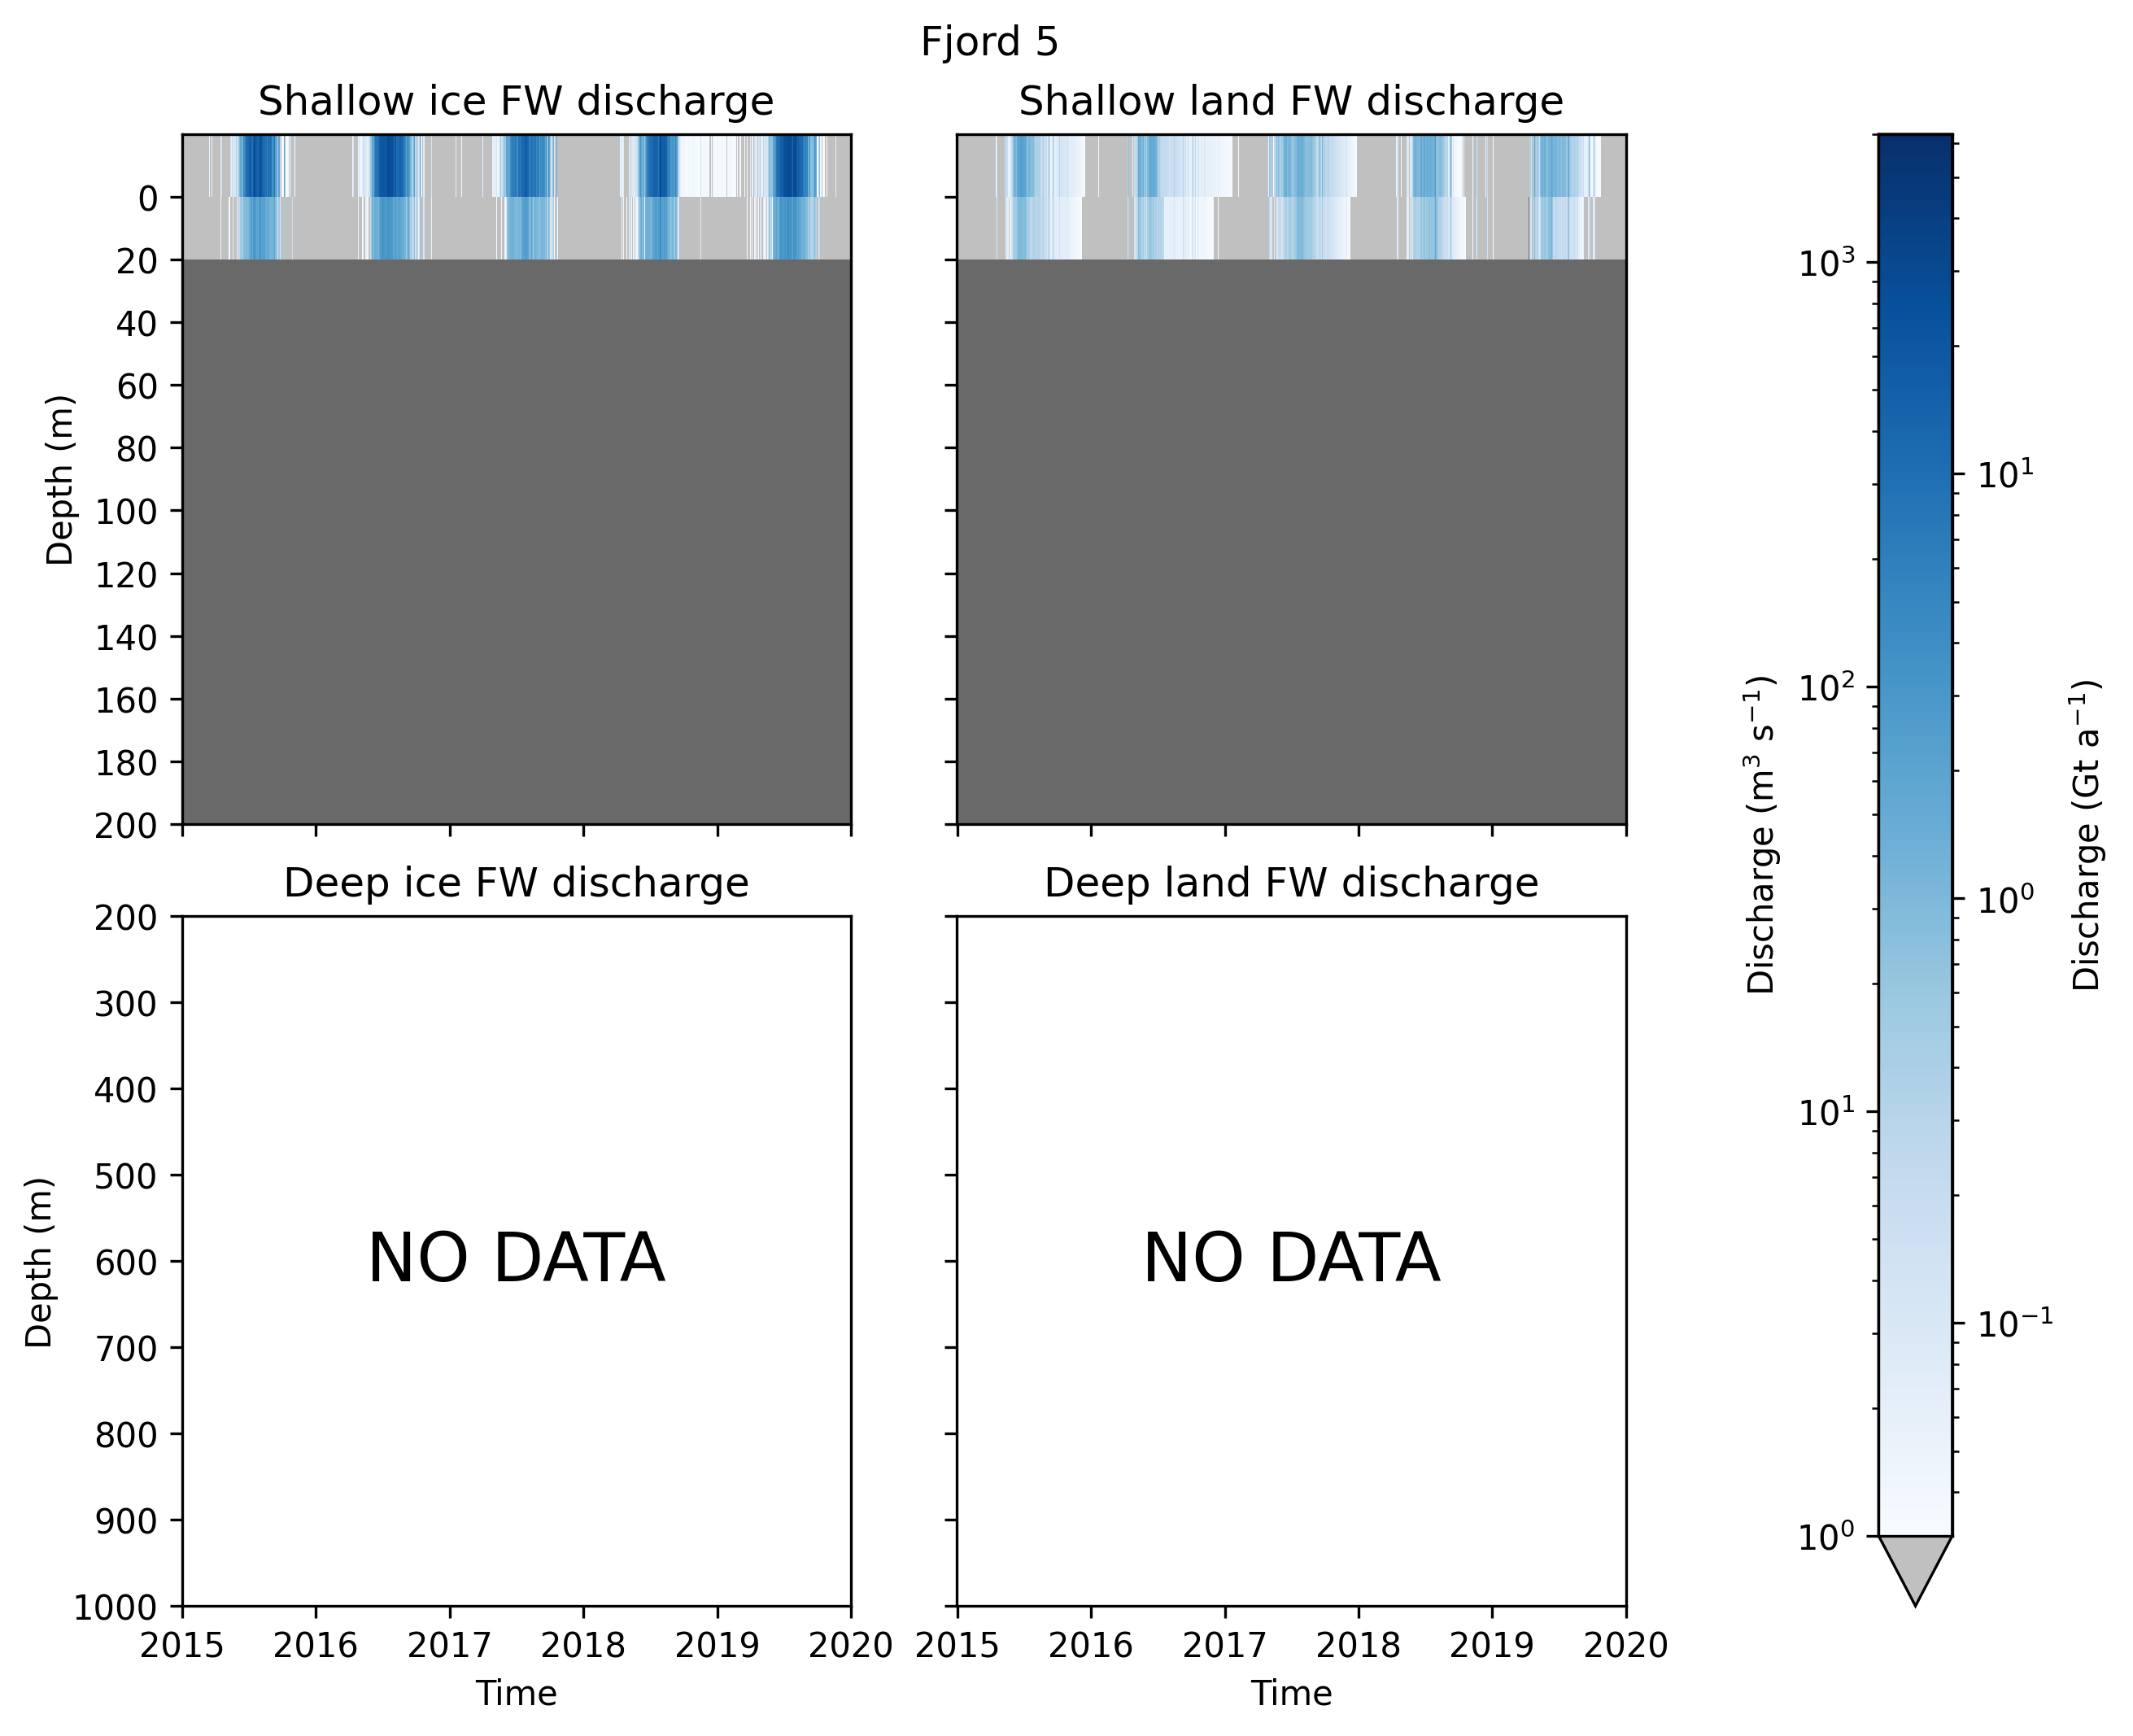 Fjord 5
Shallow ice FW discharge
Shallow land FW discharge
0
20
40
60
80
100
120
140
160
180
200
Depth (m)
Deep ice FW discharge
Deep land FW discharge
200
300
400
500
600
700
800
900
1000
Depth (m)
NO DATA
NO DATA
2015 2016 2017 2018 2019 2020
2015 2016 2017 2018 2019 2020
Time
Time
10³
10²
10¹
10⁰
Discharge (m³ s⁻¹)
10¹
10⁰
10⁻¹
Discharge (Gt a⁻¹)